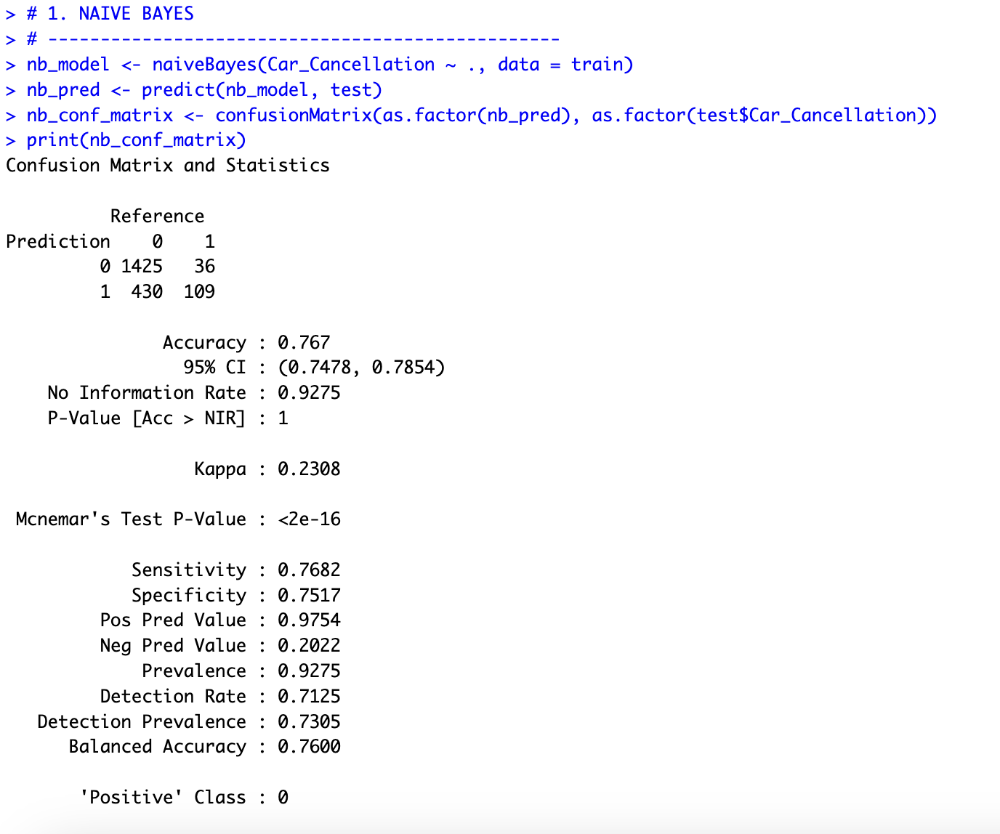 > # 1. NAIVE BAYES
> # -------------------------------------------------
> nb_model <- naiveBayes(Car_Cancellation ~ ., data = train)
> nb_pred <- predict(nb_model, test)
> nb_conf_matrix <- confusionMatrix(as.factor(nb_pred), as.factor(test$Car_Cancellation))
> print(nb_conf_matrix)
Confusion Matrix and Statistics

          Reference
Prediction    0    1
         0 1425   36
         1  430  109

               Accuracy : 0.767
                 95% CI : (0.7478, 0.7854)
    No Information Rate : 0.9275
    P-Value [Acc > NIR] : 1

                  Kappa : 0.2308

 Mcnemar's Test P-Value : <2e-16

            Sensitivity : 0.7682
            Specificity : 0.7517
         Pos Pred Value : 0.9754
         Neg Pred Value : 0.2022
             Prevalence : 0.9275
         Detection Rate : 0.7125
   Detection Prevalence : 0.7305
      Balanced Accuracy : 0.7600

       'Positive' Class : 0